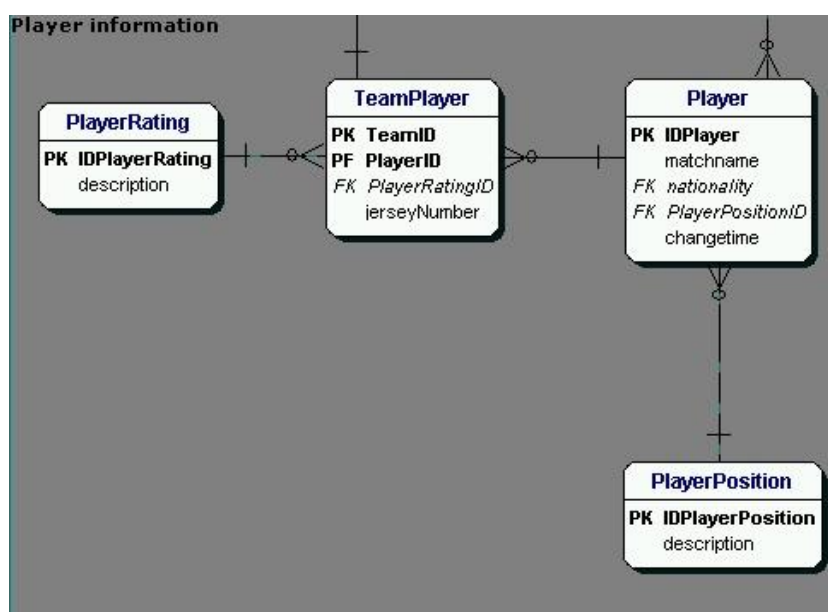 Player information
PlayerRating
PK IDPlayerRating
description
TeamPlayer
PK TeamID
PF PlayerID
FK PlayerRatingID
jerseyNumber
Player
PK IDPlayer
matchname
FK nationality
FK PlayerPositionID
changetime
PlayerPosition
PK IDPlayerPosition
description